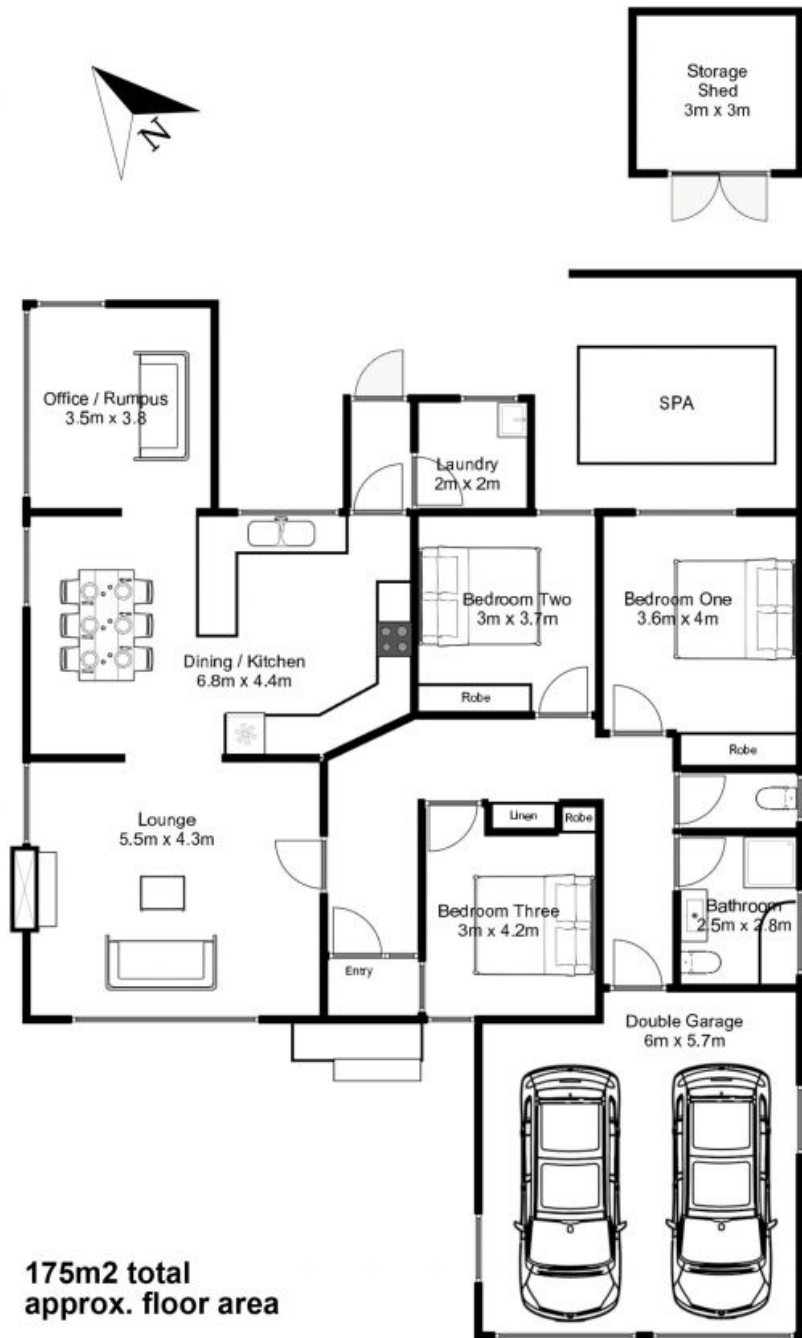 Storage
Shed
3m x 3m
N
Office / Rumpus
3.5m x 3.8
SPA
Laundry
2m x 2m
Bedroom Two
3m x 3.7m
Bedroom One
3.6m x 4m
Dining / Kitchen
6.8m x 4.4m
Robe
Robe
Lounge
5.5m x 4.3m
Linen
Robe
Bedroom Three
3m x 4.2m
Bathroom
2.5m x 2.8m
Entry
Double Garage
6m x 5.7m
175m2 total
approx. floor area